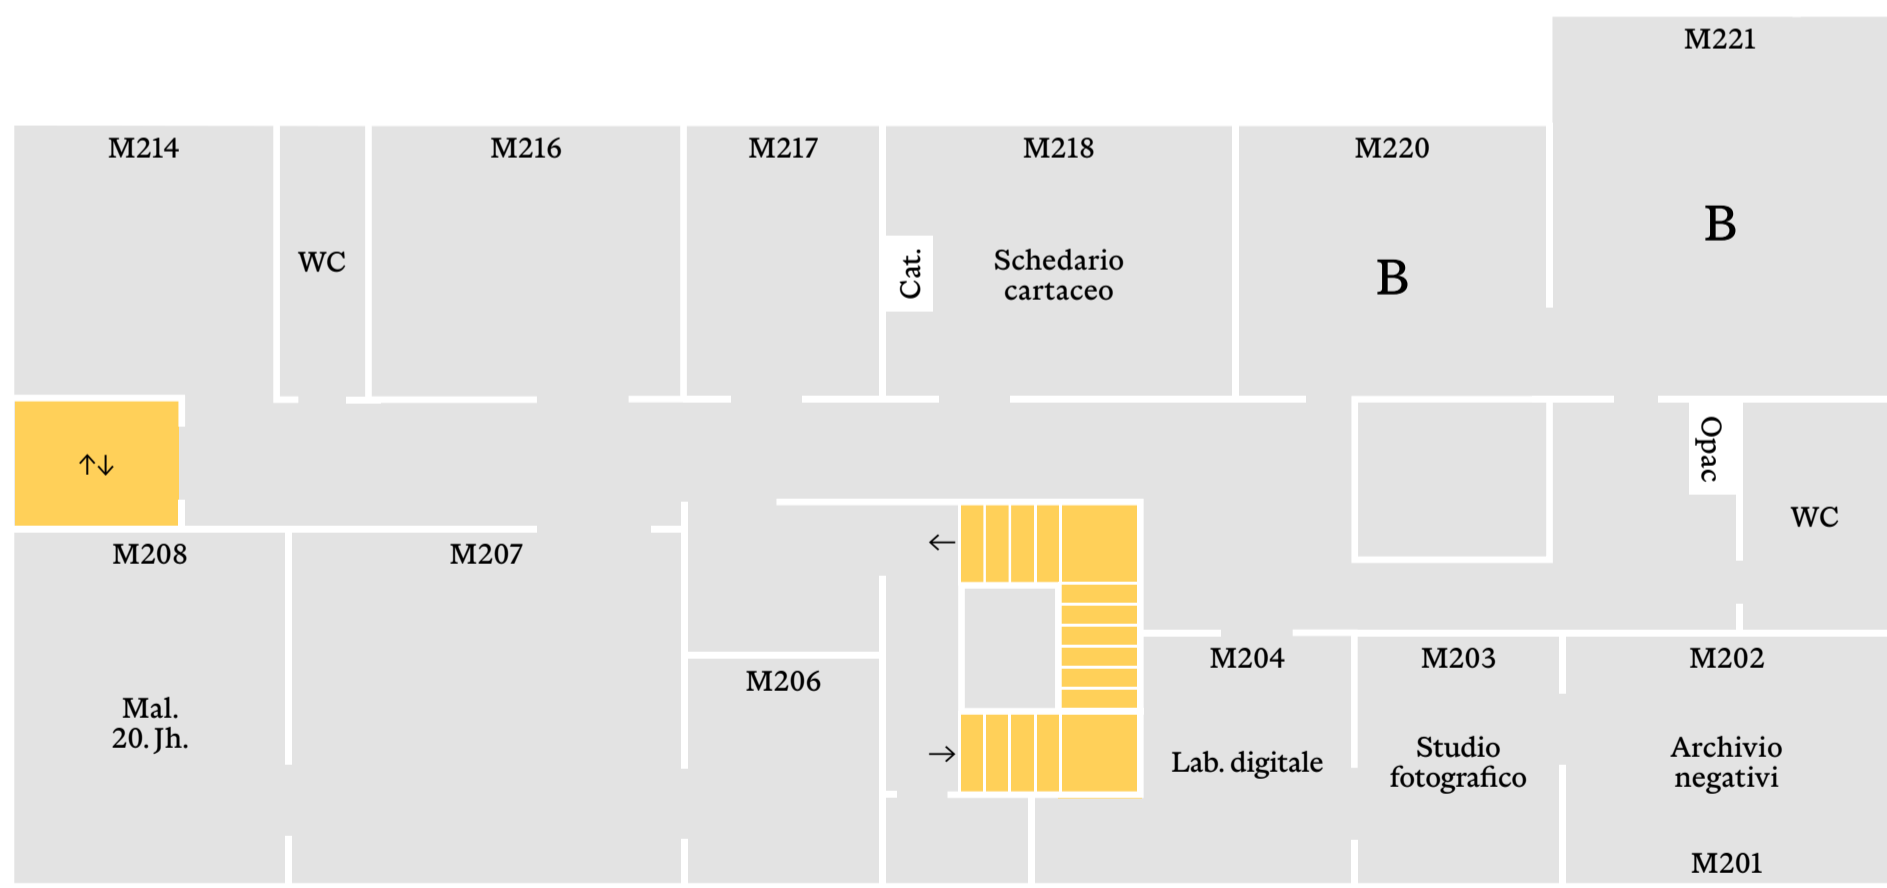 M221
M214
M216
M217
M218
M220
B
WC
Cat.
Schedario
cartaceo
B
↑↓
Opac
WC
←
M208
M207
M204
M203
M202
M206
Mal.
20. Jh.
→
Lab. digitale
Studio
fotografico
Archivio
negativi
M201